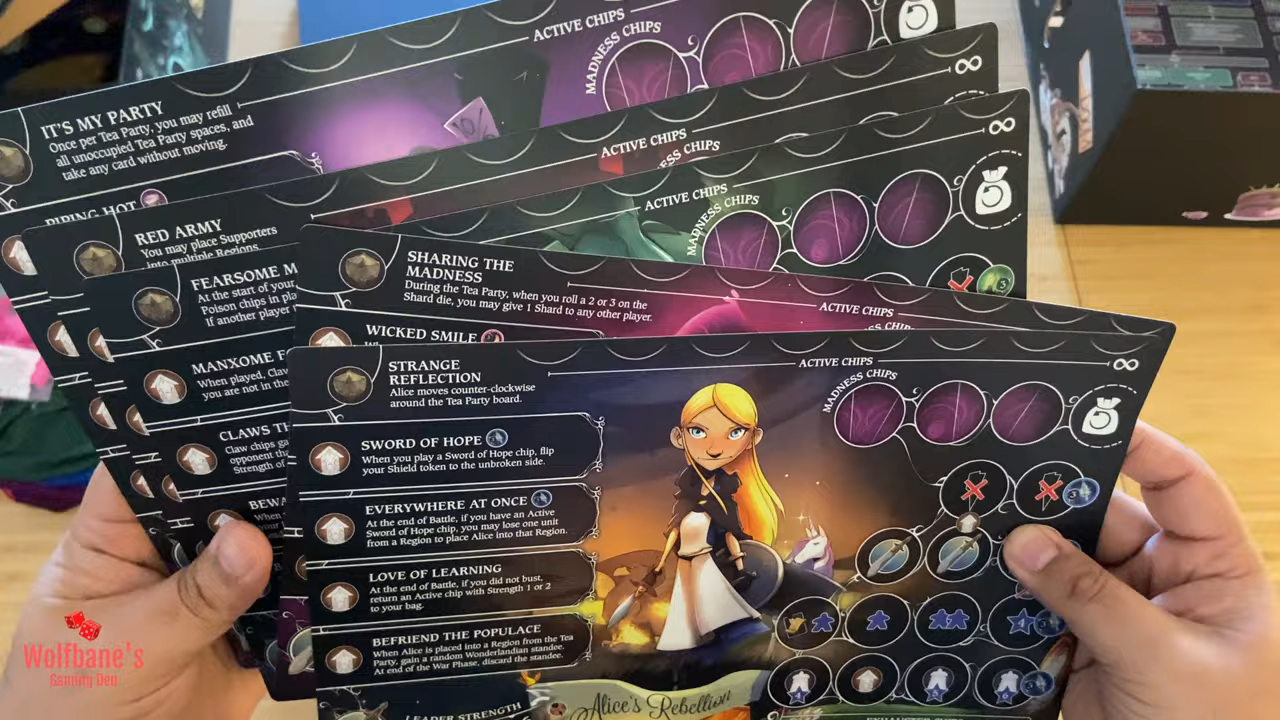 IT'S MY PARTY
Once per Tea Party, you may refill
all unoccupied Tea Party spaces, and
take any card without moving.
PIPING HOT
ACTIVE CHIPS
MADNESS CHIPS
RED ARMY
You may place Supporters
into multiple Regions.
ACTIVE CHIPS
∞
FEARSOME
At the start of your
Poison chips in
If another player
MANXOME
When played,
you are not in the
CLAWS
Claw chips
opponent
Strength of
ACTIVE CHIPS
∞
MADNESS CHIPS
3
SHARING THE
MADNESS
During the Tea Party, when you roll a 2 or 3 on the
Shard die, you may give 1 Shard to any other player.
WICKED SMILE
ACTIVE CHIPS
STRANGE
REFLECTION
Alice moves counter-clockwise
around the Tea Party board.
SWORD OF HOPE
When you play a Sword of Hope chip, flip
your Shield token to the unbroken side.
EVERYWHERE AT ONCE
At the end of Battle, if you have an Active
Sword of Hope chip, you may lose one unit
from a Region to place Alice into that Region.
LOVE OF LEARNING
At the end of Battle, if you did not bust,
return an Active chip with Strength 1 or 2
to your bag.
BEFRIEND THE POPULACE
When Alice is placed into a Region from the Tea
Party, gain a random Wonderlandian standee.
At end of the War Phase, discard the standee.
LEADER STRENGTH
ACTIVE CHIPS
∞
MADNESS CHIPS
3
Alice's Rebellion
EXHAUSTED CHIPS
Wolfbane's
Gaming Den